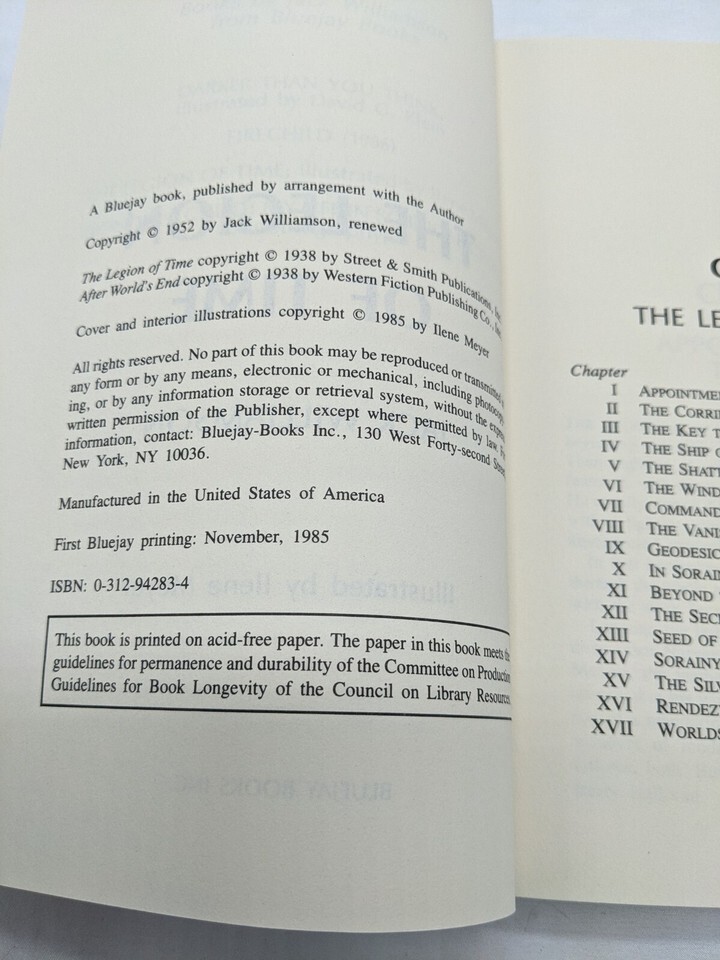 A Bluejay book, published by arrangement with the Author
Copyright © 1952 by Jack Williamson, renewed
The Legion of Time copyright © 1938 by Street & Smith Publications, Inc.
After World's End copyright © 1938 by Western Fiction Publishing Co., Inc.
Cover and interior illustrations copyright © 1985 by Ilene Meyer
All rights reserved. No part of this book may be reproduced or transmitted
any form or by any means, electronic or mechanical, including photocopy
ing, or by any information storage or retrieval system, without the expre
written permission of the Publisher, except where permitted by law. For
information, contact: Bluejay-Books Inc., 130 West Forty-second Street
New York, NY 10036.
Manufactured in the United States of America
First Bluejay printing: November, 1985
ISBN: 0-312-94283-4
This book is printed on acid-free paper. The paper in this book meets the
guidelines for permanence and durability of the Committee on Production
Guidelines for Book Longevity of the Council on Library Resources.
THE LE
Chapter
I APPOINTME
II THE CORRI
III THE KEY T
IV THE SHIP
V THE SHATT
VI THE WIND
VII COMMAND
VIII THE VANI
IX GEODESIC
X IN SORAIN
XI BEYOND
XII THE SEC
XIII SEED OF
XIV SORAINY
XV THE SILV
XVI RENDEZ
XVII WORLDS